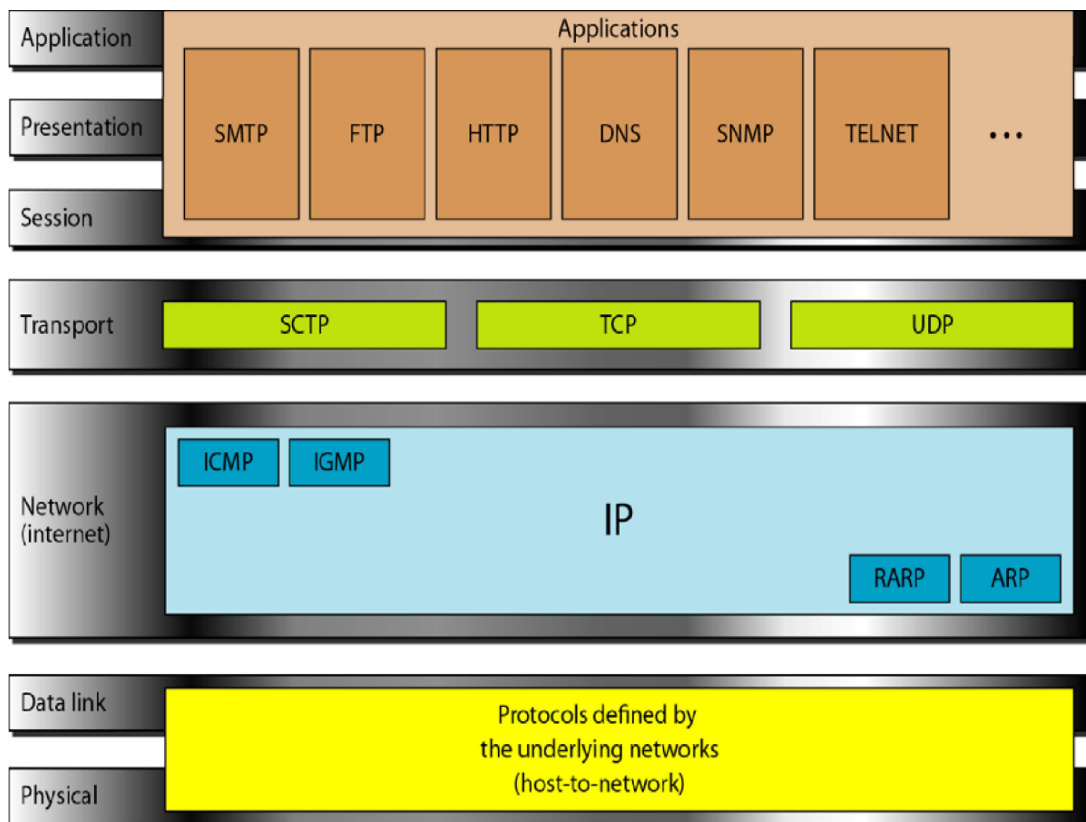 Application
Applications
Presentation
SMTP
FTP
HTTP
DNS
SNMP
TELNET
...
Session
Transport
SCTP
TCP
UDP
Network
(internet)
ICMP
IGMP
IP
RARP
ARP
Data link
Protocols defined by
the underlying networks
(host-to-network)
Physical